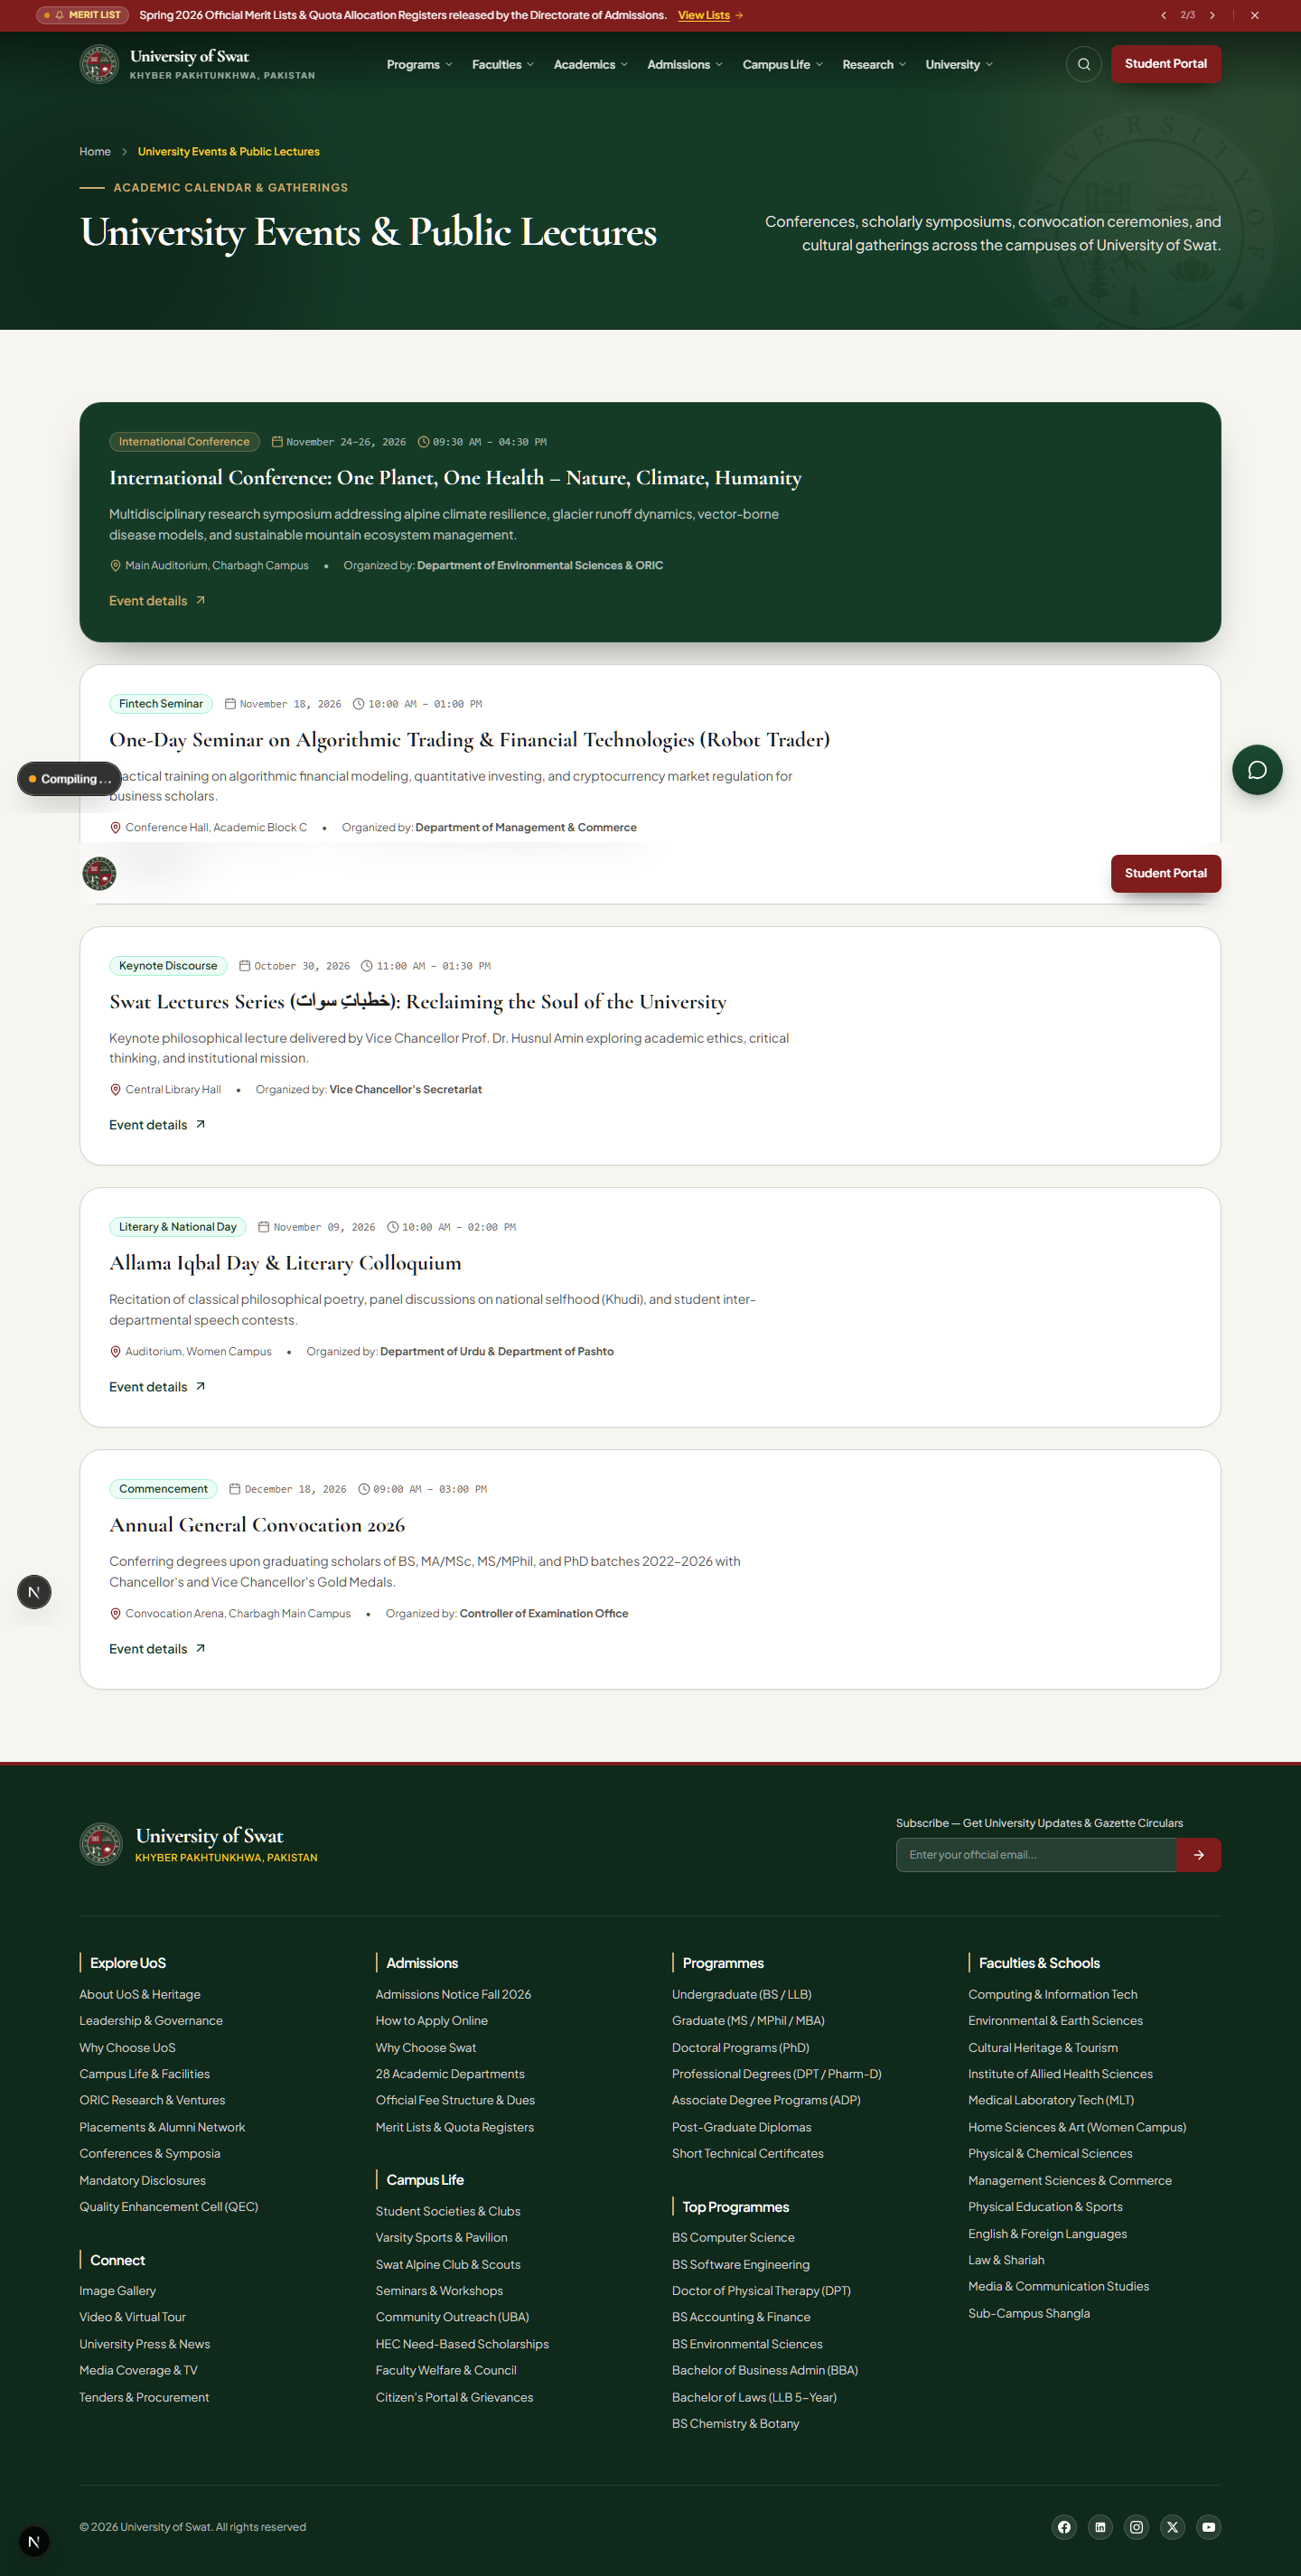 MERIT LIST Spring 2026 Official Merit Lists & Quota Allocation Registers released by the Directorate of Admissions. View Lists 2/3
University of Swat
KHYBER PAKHTUNKHWA, PAKISTAN
Programs Faculties Academics Admissions Campus Life Research University Student Portal
Home University Events & Public Lectures
ACADEMIC CALENDAR & GATHERINGS
University Events & Public Lectures
Conferences, scholarly symposiums, convocation ceremonies, and
cultural gatherings across the campuses of University of Swat.
International Conference November 24–26, 2026 09:30 AM – 04:30 PM
International Conference: One Planet, One Health – Nature, Climate, Humanity
Multidisciplinary research symposium addressing alpine climate resilience, glacier runoff dynamics, vector-borne
disease models, and sustainable mountain ecosystem management.
Main Auditorium, Charbagh Campus • Organized by: Department of Environmental Sciences & ORIC
Event details
Fintech Seminar November 18, 2026 10:00 AM – 01:00 PM
One-Day Seminar on Algorithmic Trading & Financial Technologies (Robot Trader)
Compiling ...
actical training on algorithmic financial modeling, quantitative investing, and cryptocurrency market regulation for
business scholars.
Conference Hall, Academic Block C • Organized by: Department of Management & Commerce
Student Portal
Keynote Discourse October 30, 2026 11:00 AM – 01:30 PM
Swat Lectures Series (خطباتِ سوات): Reclaiming the Soul of the University
Keynote philosophical lecture delivered by Vice Chancellor Prof. Dr. Husnul Amin exploring academic ethics, critical
thinking, and institutional mission.
Central Library Hall • Organized by: Vice Chancellor's Secretariat
Event details
Literary & National Day November 09, 2026 10:00 AM – 02:00 PM
Allama Iqbal Day & Literary Colloquium
Recitation of classical philosophical poetry, panel discussions on national selfhood (Khudi), and student inter-
departmental speech contests.
Auditorium, Women Campus • Organized by: Department of Urdu & Department of Pashto
Event details
Commencement December 18, 2026 09:00 AM – 03:00 PM
Annual General Convocation 2026
Conferring degrees upon graduating scholars of BS, MA/MSc, MS/MPhil, and PhD batches 2022–2026 with
Chancellor's and Vice Chancellor's Gold Medals.
Convocation Arena, Charbagh Main Campus • Organized by: Controller of Examination Office
Event details
University of Swat
KHYBER PAKHTUNKHWA, PAKISTAN
Subscribe — Get University Updates & Gazette Circulars
Enter your official email...
Explore UoS
About UoS & Heritage
Leadership & Governance
Why Choose UoS
Campus Life & Facilities
ORIC Research & Ventures
Placements & Alumni Network
Conferences & Symposia
Mandatory Disclosures
Quality Enhancement Cell (QEC)
Connect
Image Gallery
Video & Virtual Tour
University Press & News
Media Coverage & TV
Tenders & Procurement
Admissions
Admissions Notice Fall 2026
How to Apply Online
Why Choose Swat
28 Academic Departments
Official Fee Structure & Dues
Merit Lists & Quota Registers
Campus Life
Student Societies & Clubs
Varsity Sports & Pavilion
Swat Alpine Club & Scouts
Seminars & Workshops
Community Outreach (UBA)
HEC Need-Based Scholarships
Faculty Welfare & Council
Citizen's Portal & Grievances
Programmes
Undergraduate (BS / LLB)
Graduate (MS / MPhil / MBA)
Doctoral Programs (PhD)
Professional Degrees (DPT / Pharm-D)
Associate Degree Programs (ADP)
Post-Graduate Diplomas
Short Technical Certificates
Top Programmes
BS Computer Science
BS Software Engineering
Doctor of Physical Therapy (DPT)
BS Accounting & Finance
BS Environmental Sciences
Bachelor of Business Admin (BBA)
Bachelor of Laws (LLB 5-Year)
BS Chemistry & Botany
Faculties & Schools
Computing & Information Tech
Environmental & Earth Sciences
Cultural Heritage & Tourism
Institute of Allied Health Sciences
Medical Laboratory Tech (MLT)
Home Sciences & Art (Women Campus)
Physical & Chemical Sciences
Management Sciences & Commerce
Physical Education & Sports
English & Foreign Languages
Law & Shariah
Media & Communication Studies
Sub-Campus Shangla
© 2026 University of Swat. All rights reserved